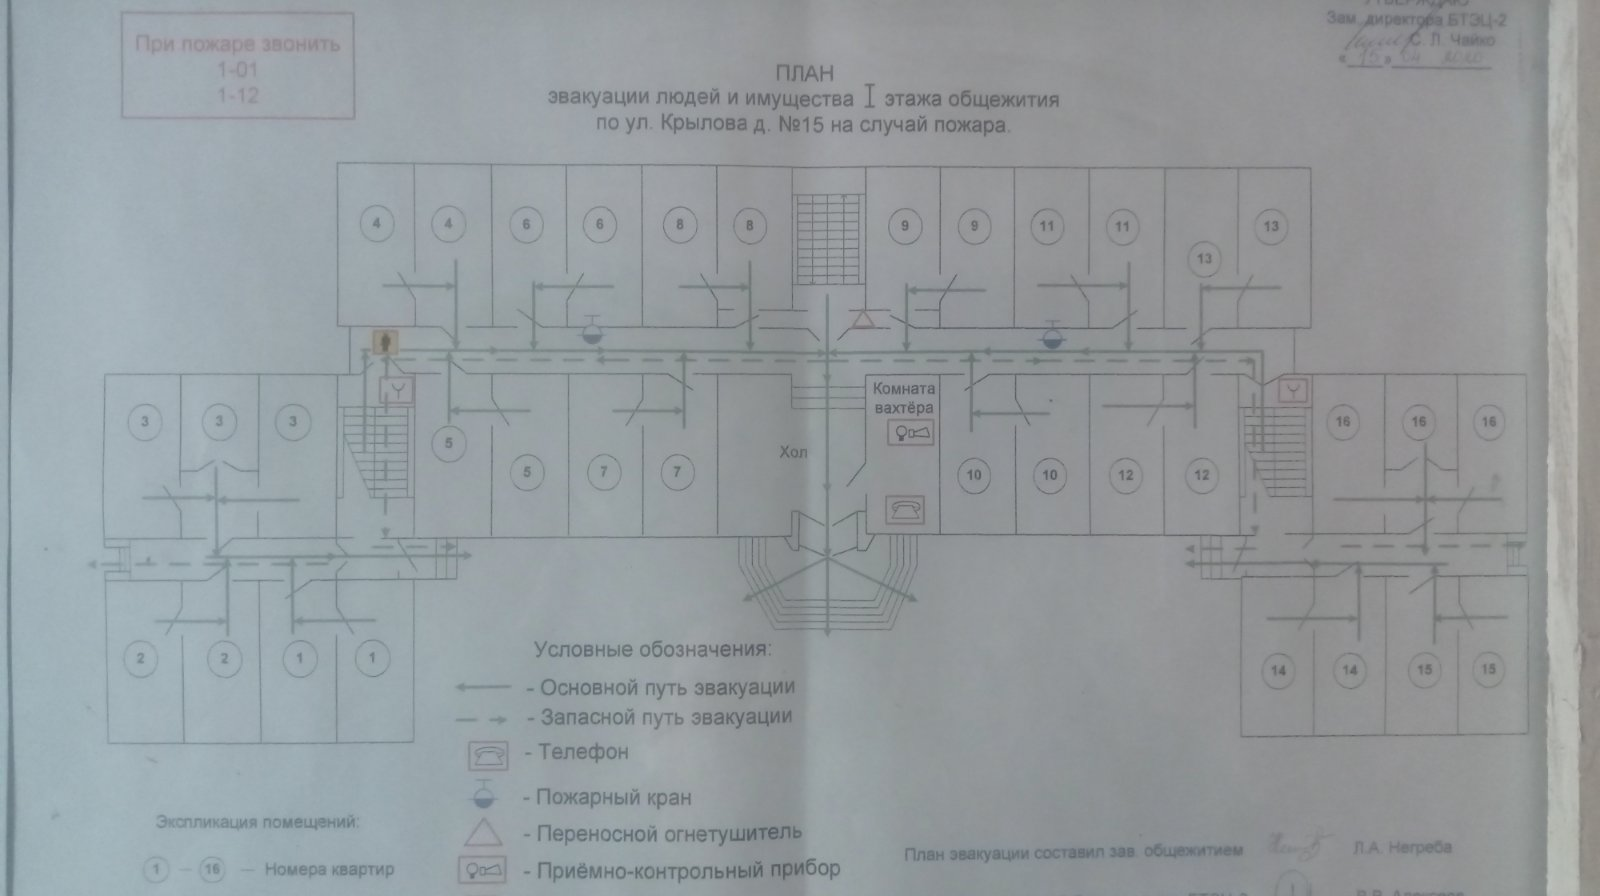 При пожаре звонить
1-01
1-12
УТВЕРЖДАЮ
Зам. директора БТЭЦ-2
С. Л. Чайко
« 15 »
ПЛАН
эвакуации людей и имущества I этажа общежития
по ул. Крылова д. №15 на случай пожара.
4 4 6 6 8 8 9 9 11 11 13 13
3 3 3 5 5 7 7
Комната
вахтёра
Хол
10 10 12 12 16 16 16
2 2 1 1
14 14 15 15
Условные обозначения:
- Основной путь эвакуации
- Запасной путь эвакуации
- Телефон
- Пожарный кран
- Переносной огнетушитель
- Приёмно-контрольный прибор
Экспликация помещений:
1 – 16 – Номера квартир
План эвакуации составил зав. общежитием Л.А. Негреба